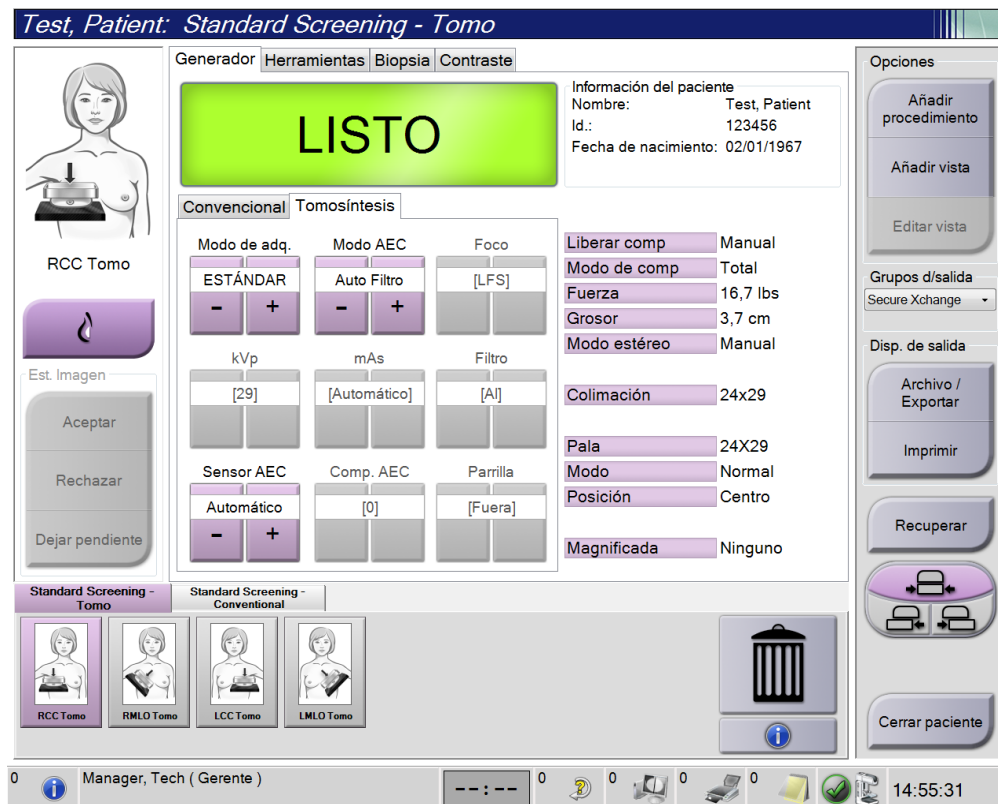 Test, Patient: Standard Screening - Tomo
Generador Herramientas Biopsia Contraste
LISTO
Información del paciente
Nombre: Test, Patient
Id.: 123456
Fecha de nacimiento: 02/01/1967
RCC Tomo
Est. Imagen
Aceptar
Rechazar
Dejar pendiente
Convencional Tomosíntesis
Modo de adq. Modo AEC Foco
ESTÁNDAR Auto Filtro [LFS]
- + - +
kVp mAs Filtro
[29] [Automático] [Al]
Sensor AEC Comp. AEC Parrilla
Automático [0] [Fuera]
- +
Liberar comp Manual
Modo de comp Total
Fuerza 16,7 lbs
Grosor 3,7 cm
Modo estéreo Manual
Colimación 24x29
Pala 24X29
Modo Normal
Posición Centro
Magnificada Ninguno
Opciones
Añadir
procedimiento
Añadir vista
Editar vista
Grupos d/salida
Secure Xchange
Disp. de salida
Archivo /
Exportar
Imprimir
Recuperar
Cerrar paciente
Standard Screening -
Tomo
Standard Screening -
Conventional
RCC Tomo RMLO Tomo LCC Tomo LMLO Tomo
0 Manager, Tech ( Gerente ) --:-- 0 0 0 0 14:55:31